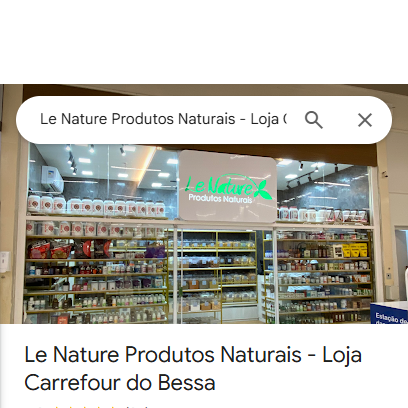 Le Nature Produtos Naturais - Loja C
Le Nature
Produtos Naturais
Estação de
Le Nature Produtos Naturais - Loja
Carrefour do Bessa